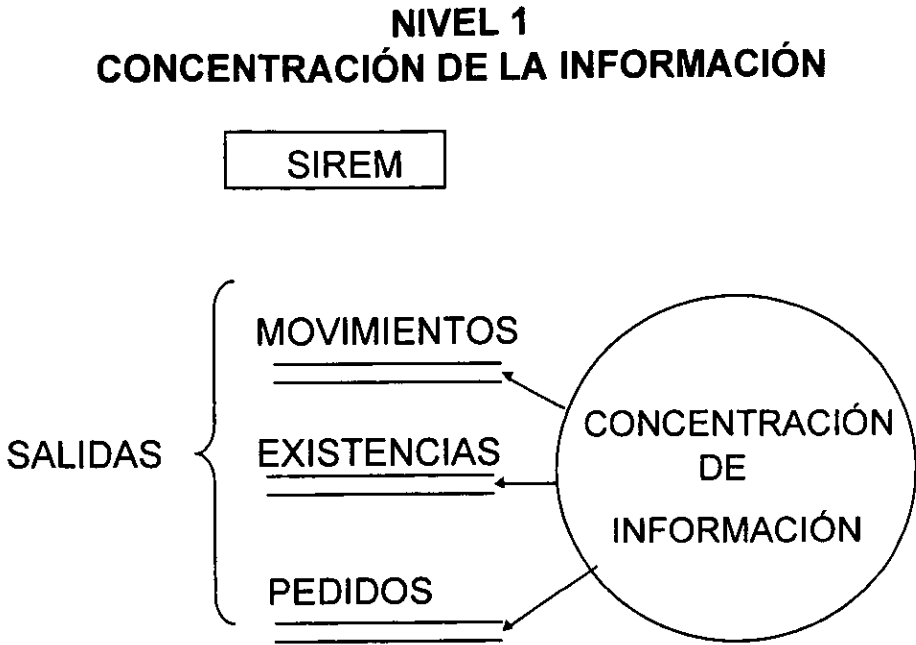 NIVEL 1
CONCENTRACIÓN DE LA INFORMACIÓN
SIREM
MOVIMIENTOS
SALIDAS
EXISTENCIAS
PEDIDOS
CONCENTRACIÓN
DE
INFORMACIÓN